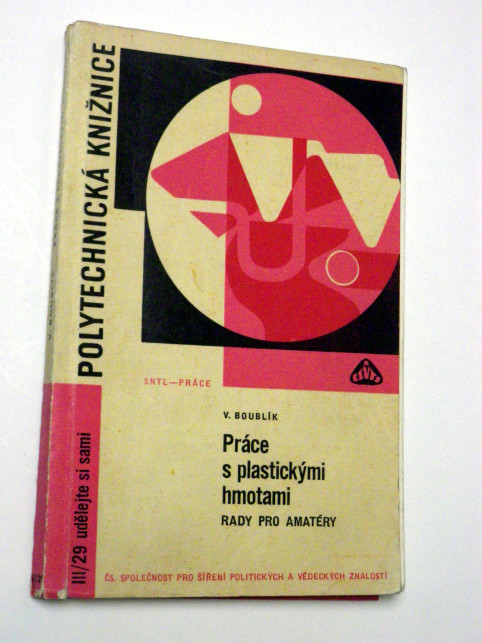 POLYTECHNICKÁ KNIŽNICE
III/29 udělejte si sami
SNTL—PRÁCE
V. BOUBLÍK
Práce
s plastickými
hmotami
RADY PRO AMATÉRY
ČS. SPOLEČNOST PRO ŠÍŘENÍ POLITICKÝCH A VĚDECKÝCH ZNALOSTÍ
V. BOUBLÍK